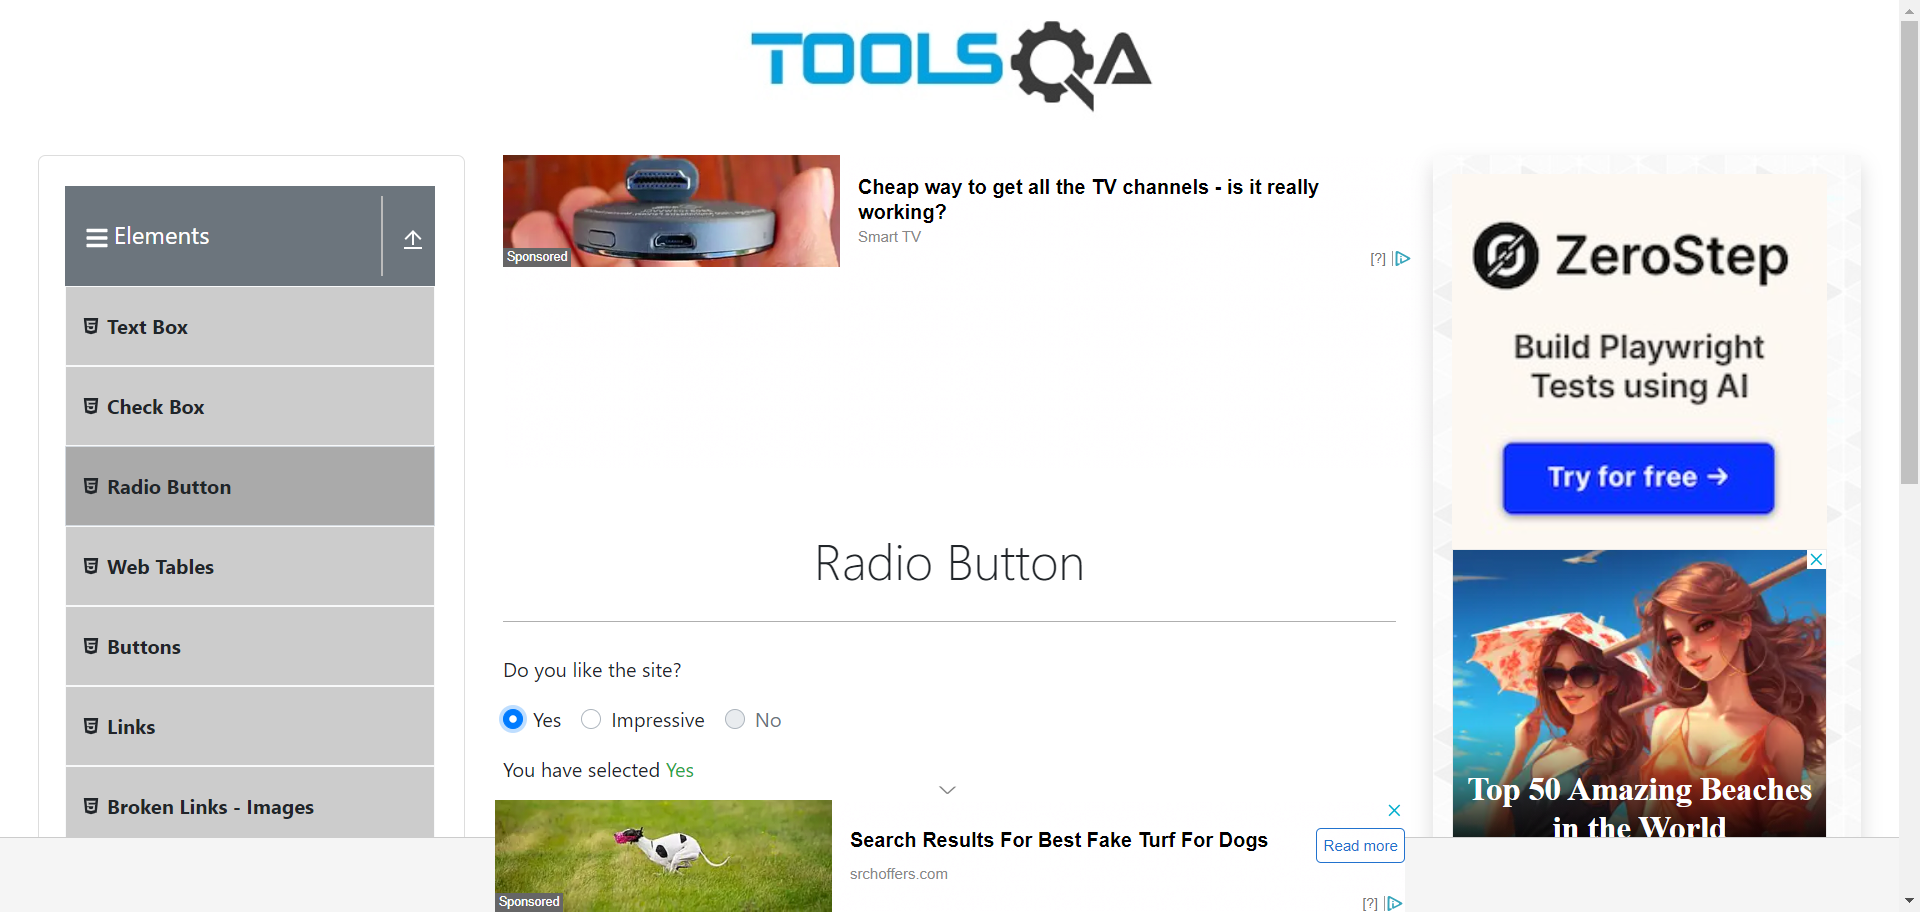 TOOLSQA
Elements
Text Box
Check Box
Radio Button
Web Tables
Buttons
Links
Broken Links - Images
Sponsored
Cheap way to get all the TV channels - is it really
working?
Smart TV
[?]
Radio Button
Do you like the site?
Yes Impressive No
You have selected Yes
Sponsored
Search Results For Best Fake Turf For Dogs
srchoffers.com
Read more
[?]
ZeroStep
Build Playwright
Tests using AI
Try for free →
Top 50 Amazing Beaches
in the World